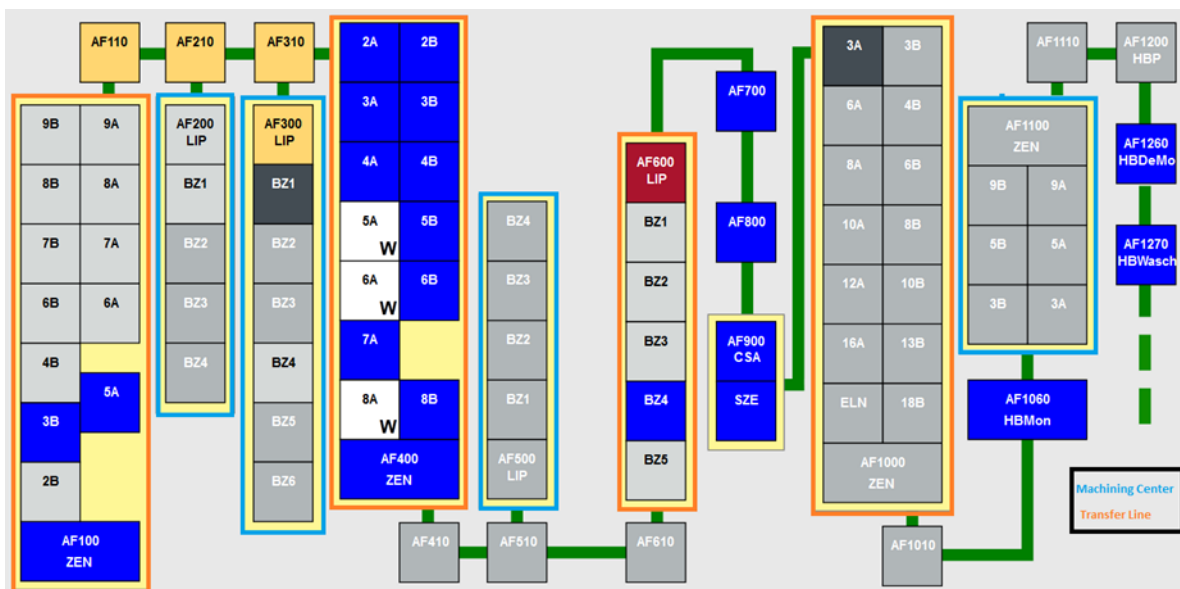 AF110
AF210
AF310
9B
9A
8B
8A
7B
7A
6B
6A
4B
5A
3B
2B
AF100
ZEN
AF200
LIP
BZ1
BZ2
BZ3
BZ4
AF300
LIP
BZ1
BZ2
BZ3
BZ4
BZ5
BZ6
2A
2B
3A
3B
4A
4B
5A
W
5B
6A
W
6B
7A
8A
W
8B
AF400
ZEN
AF410
BZ4
BZ3
BZ2
BZ1
AF500
LIP
AF510
AF600
LIP
BZ1
BZ2
BZ3
BZ4
BZ5
AF610
AF700
AF800
AF900
CSA
SZE
3A
3B
6A
4B
8A
6B
10A
8B
12A
10B
16A
13B
ELN
18B
AF1000
ZEN
AF1010
AF1110
AF1100
ZEN
9B
9A
5B
5A
3B
3A
AF1060
HBMon
AF1200
HBP
AF1260
HBDeMo
AF1270
HBWasch
Machining Center
Transfer Line